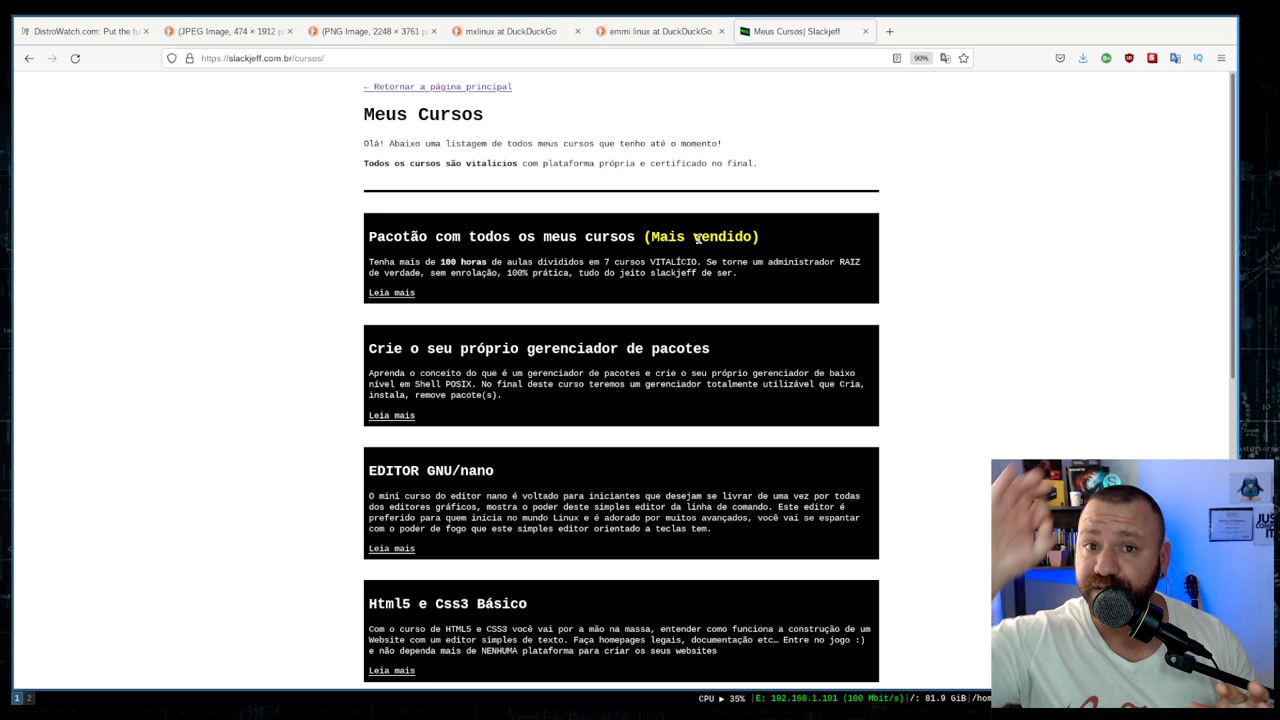 DistroWatch.com: Put the fu
(JPEG Image, 474 × 1912 p
(PNG Image, 2248 × 3761 p
mxlinux at DuckDuckGo
emmi linux at DuckDuckGo
Meus Cursos| Slackjeff
https://slackjeff.com.br/cursos/
90%
IQ
← Retornar a página principal
Meus Cursos
Olá! Abaixo uma listagem de todos meus cursos que tenho até o momento!
Todos os cursos são vitalícios com plataforma própria e certificado no final.
Pacotão com todos os meus cursos (Mais vendido)
Tenha mais de 100 horas de aulas divididos em 7 cursos VITALÍCIO. Se torne um administrador RAIZ
de verdade, sem enrolação, 100% prática, tudo do jeito slackjeff de ser.
Leia mais
Crie o seu próprio gerenciador de pacotes
Aprenda o conceito do que é um gerenciador de pacotes e crie o seu próprio gerenciador de baixo
nível em Shell POSIX. No final deste curso teremos um gerenciador totalmente utilizável que Cria,
instala, remove pacote(s).
Leia mais
EDITOR GNU/nano
O mini curso do editor nano é voltado para iniciantes que desejam se livrar de uma vez por todas
dos editores gráficos, mostra o poder deste simples editor da linha de comando. Este editor é
preferido para quem inicia no mundo Linux e é adorado por muitos avançados, você vai se espantar
com o poder de fogo que este simples editor orientado a teclas tem.
Leia mais
Html5 e Css3 Básico
Com o curso de HTML5 e CSS3 você vai por a mão na massa, entender como funciona a construção de um
Website com um editor simples de texto. Faça homepages legais, documentação etc… Entre no jogo :)
e não dependa mais de NENHUMA plataforma para criar os seus websites
Leia mais
1 2
CPU ▶ 35% |E: 192.168.1.101 (100 Mbit/s)|/: 81.9 GiB|/hom